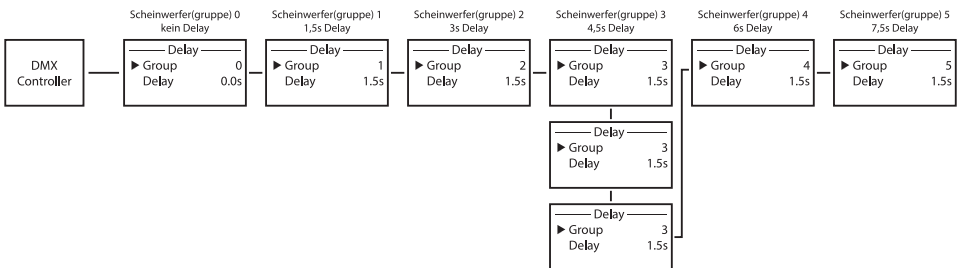 Scheinwerfer(gruppe) 0
kein Delay
Scheinwerfer(gruppe) 1
1,5s Delay
Scheinwerfer(gruppe) 2
3s Delay
Scheinwerfer(gruppe) 3
4,5s Delay
Scheinwerfer(gruppe) 4
6s Delay
Scheinwerfer(gruppe) 5
7,5s Delay
DMX
Controller
Delay
▶ Group 0
Delay 0.0s
Delay
▶ Group 1
Delay 1.5s
Delay
▶ Group 2
Delay 1.5s
Delay
▶ Group 3
Delay 1.5s
Delay
▶ Group 4
Delay 1.5s
Delay
▶ Group 5
Delay 1.5s
Delay
▶ Group 3
Delay 1.5s
Delay
▶ Group 3
Delay 1.5s